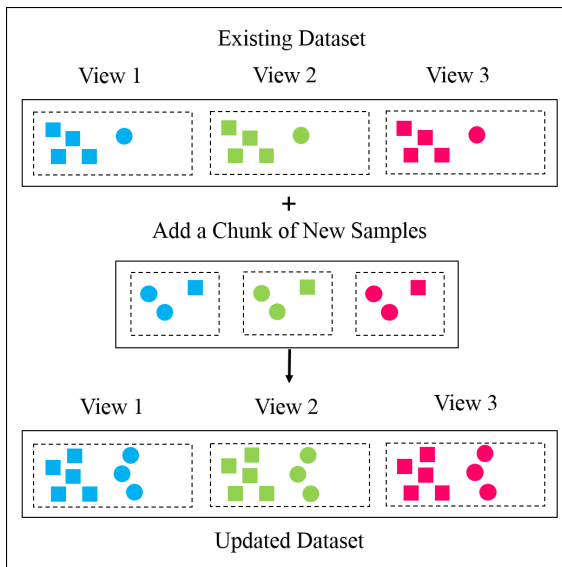 Existing Dataset
View 1 View 2 View 3
+
Add a Chunk of New Samples
View 1 View 2 View 3
Updated Dataset